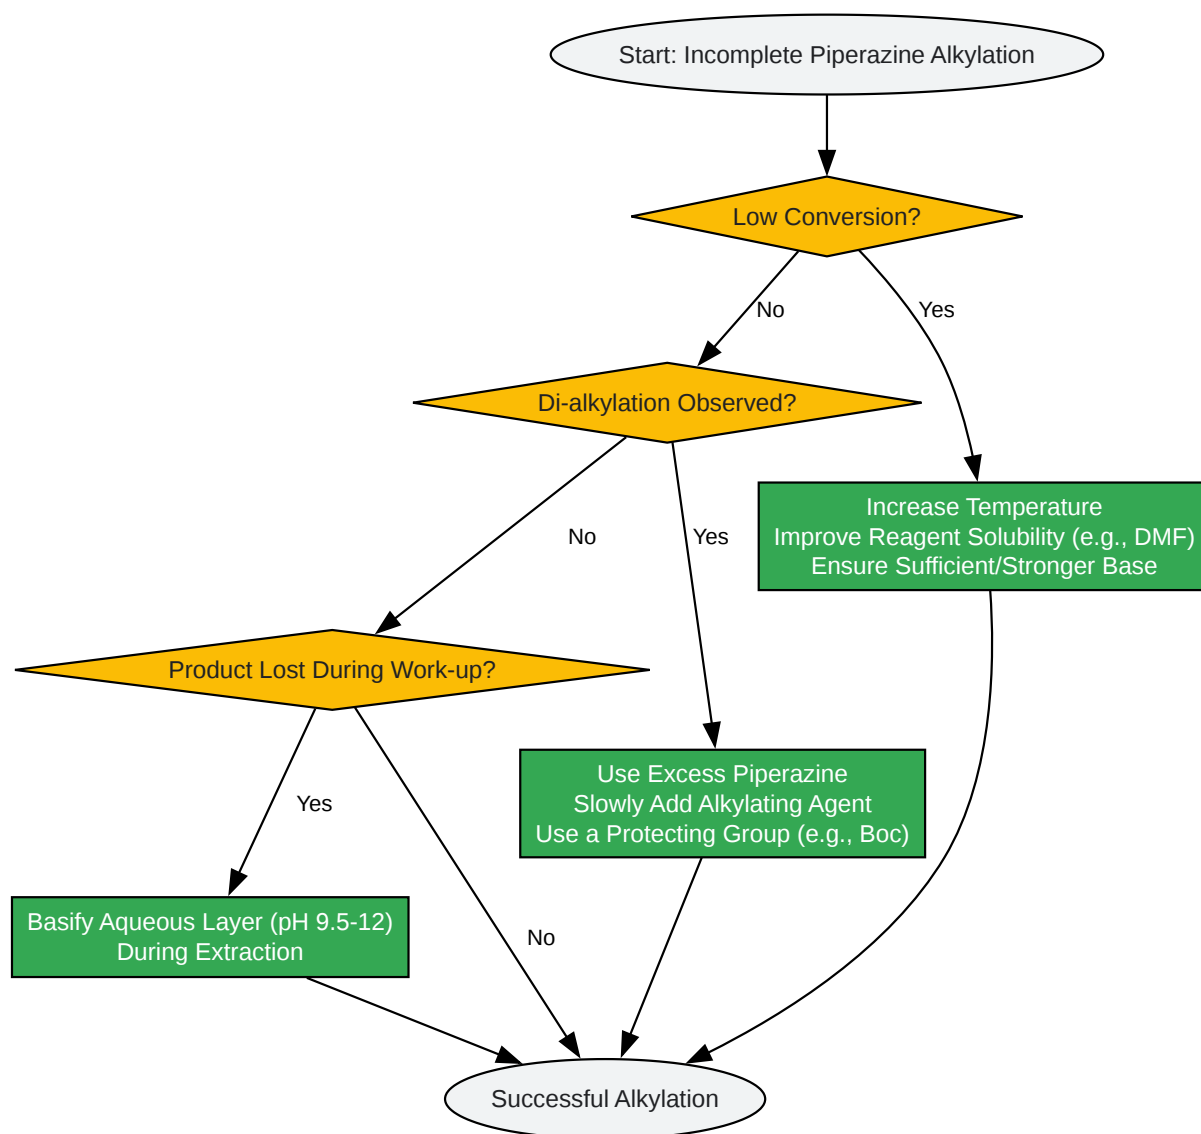 Start: Incomplete Piperazine Alkylation
Low Conversion?
No
Yes
Di-alkylation Observed?
Increase Temperature
Improve Reagent Solubility (e.g., DMF)
Ensure Sufficient/Stronger Base
No
Yes
Product Lost During Work-up?
Use Excess Piperazine
Slowly Add Alkylating Agent
Use a Protecting Group (e.g., Boc)
Yes
Basify Aqueous Layer (pH 9.5-12)
During Extraction
No
Successful Alkylation